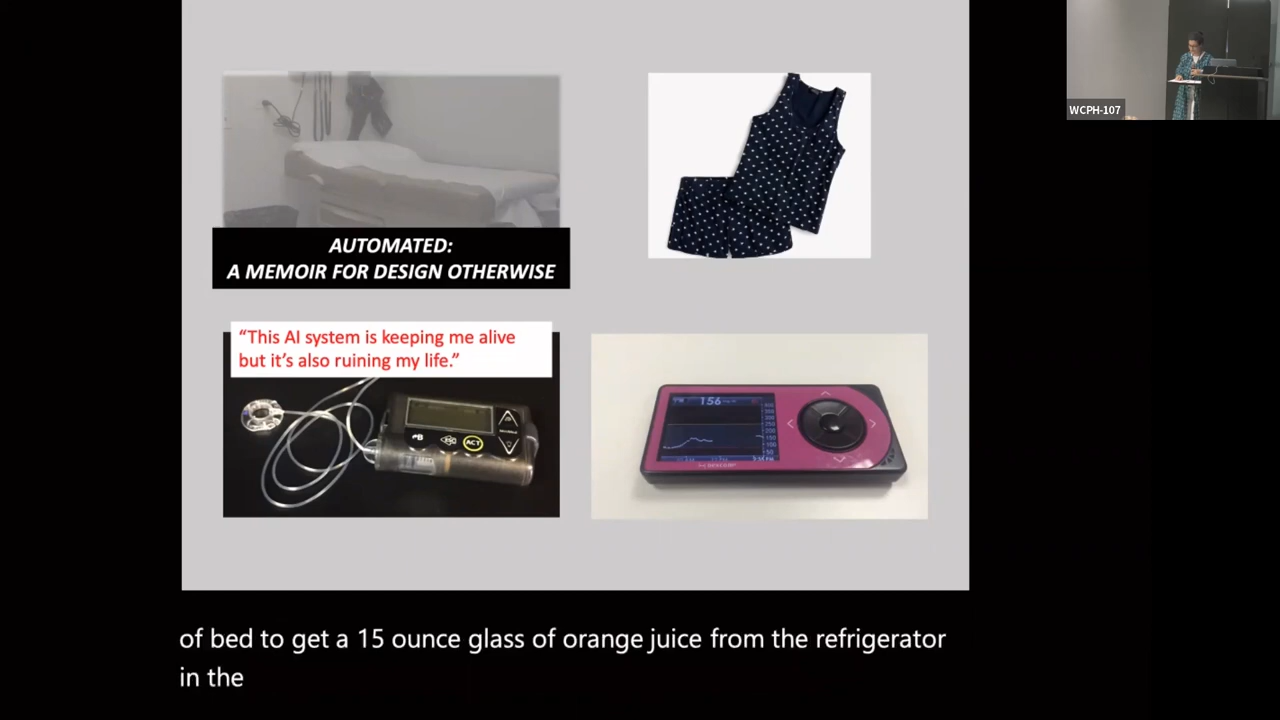 WCPH-107
AUTOMATED:
A MEMOIR FOR DESIGN OTHERWISE
“This AI system is keeping me alive
but it’s also ruining my life.”
B
ACT
156
of bed to get a 15 ounce glass of orange juice from the refrigerator
in the